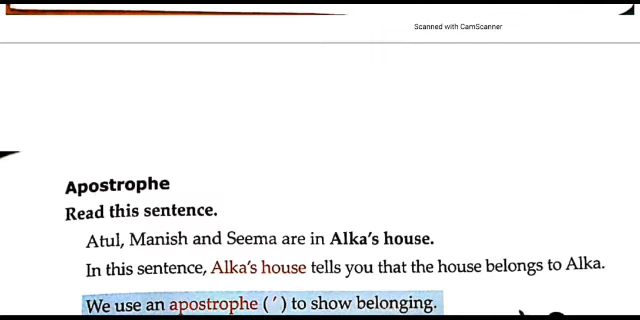 Scanned with CamScanner
Apostrophe
Read this sentence.
Atul, Manish and Seema are in Alka's house.
In this sentence, Alka's house tells you that the house belongs to Alka.
We use an apostrophe (') to show belonging.